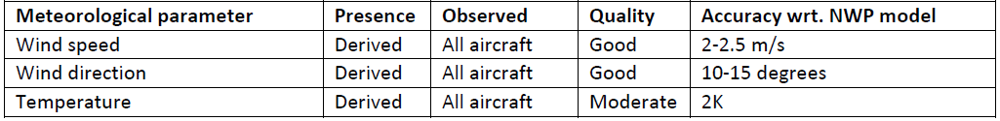 Meteorological parameter Presence Observed Quality Accuracy wrt. NWP model
Wind speed Derived All aircraft Good 2-2.5 m/s
Wind direction Derived All aircraft Good 10-15 degrees
Temperature Derived All aircraft Moderate 2K